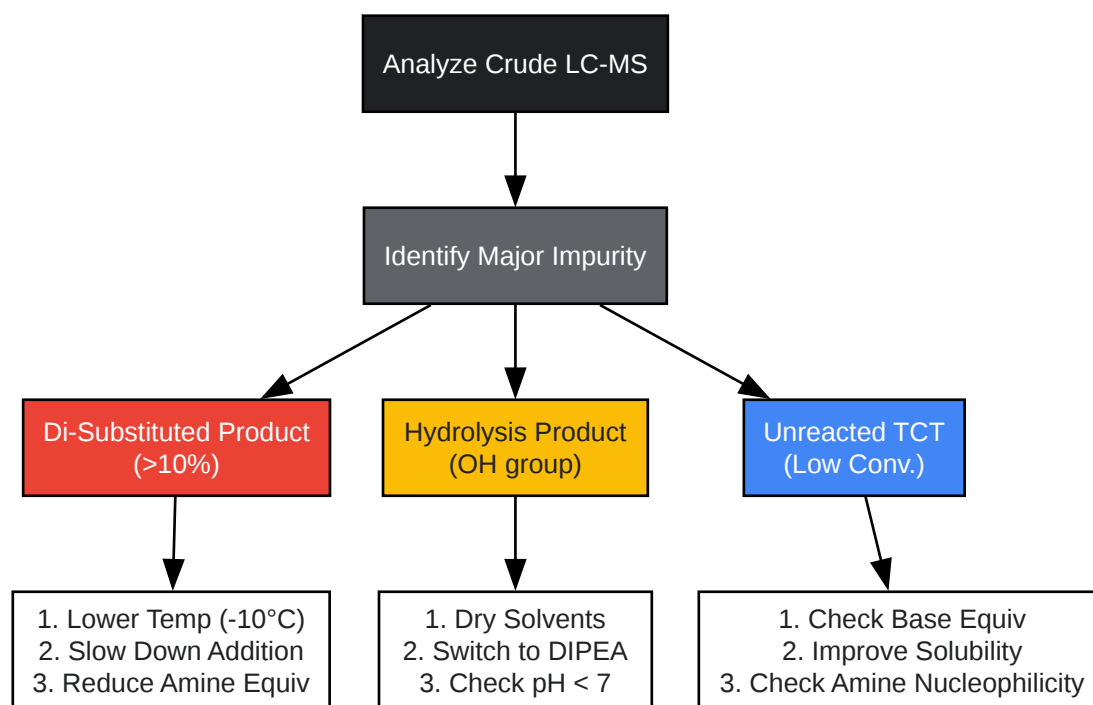 Analyze Crude LC-MS
Identify Major Impurity
Di-Substituted Product
(>10%)
Hydrolysis Product
(OH group)
Unreacted TCT
(Low Conv.)
1. Lower Temp (-10°C)
2. Slow Down Addition
3. Reduce Amine Equiv
1. Dry Solvents
2. Switch to DIPEA
3. Check pH < 7
1. Check Base Equiv
2. Improve Solubility
3. Check Amine Nucleophilicity